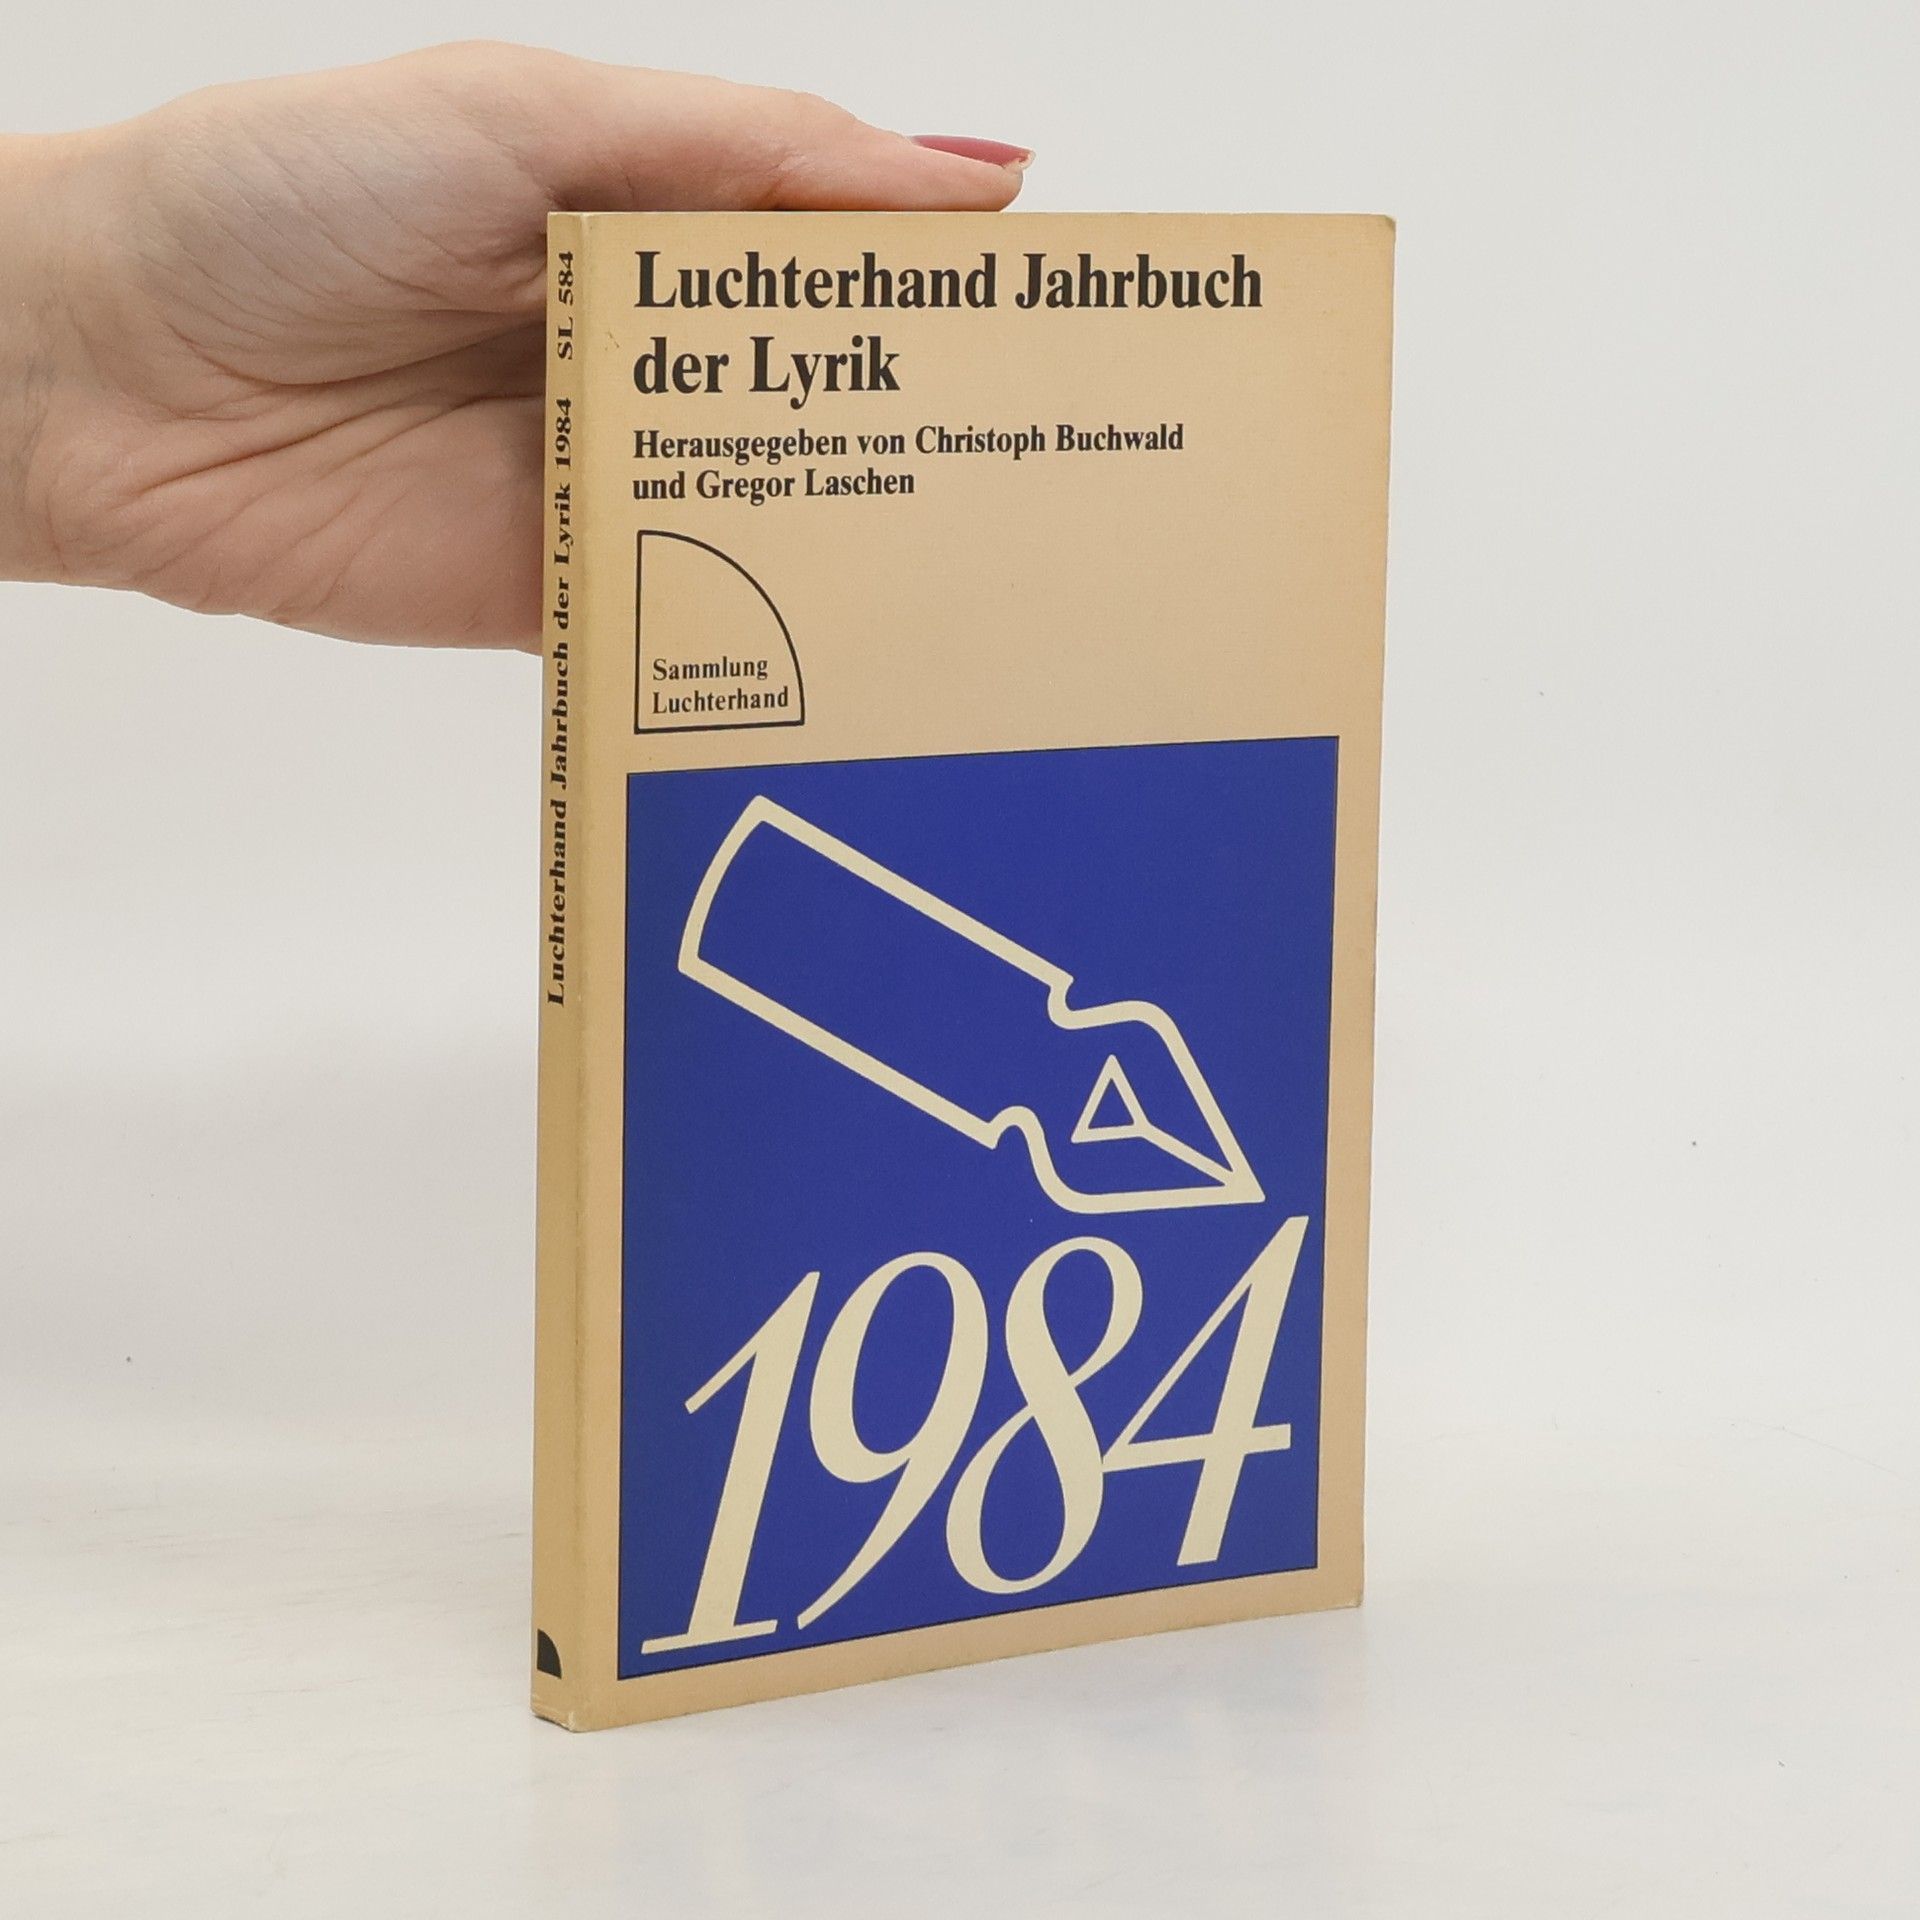 Luchterhand Jahrbuch
der Lyrik
Herausgegeben von Christoph Buchwald
und Gregor Laschen
Sammlung
Luchterhand
1984
Luchterhand Jahrbuch der Lyrik 1984 SL 584